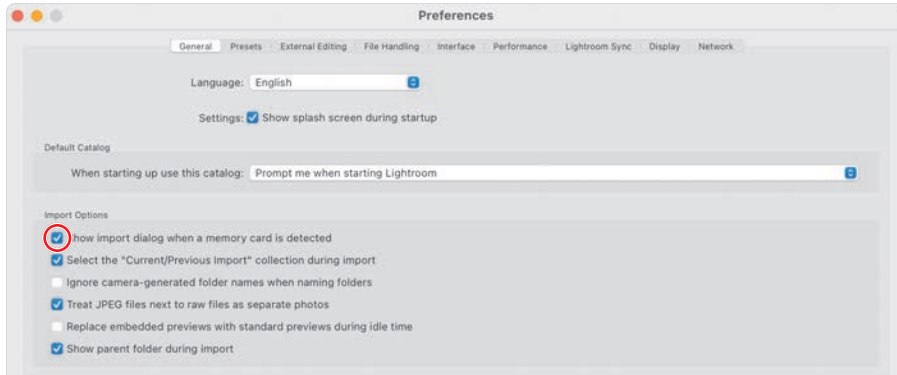 Preferences
General Presets External Editing File Handling Interface Performance Lightroom Sync Display Network
Language: English
Settings: Show splash screen during startup
Default Catalog
When starting up use this catalog: Prompt me when starting Lightroom
Import Options
Show import dialog when a memory card is detected
Select the "Current/Previous Import" collection during import
Ignore camera-generated folder names when naming folders
Treat JPEG files next to raw files as separate photos
Replace embedded previews with standard previews during idle time
Show parent folder during import